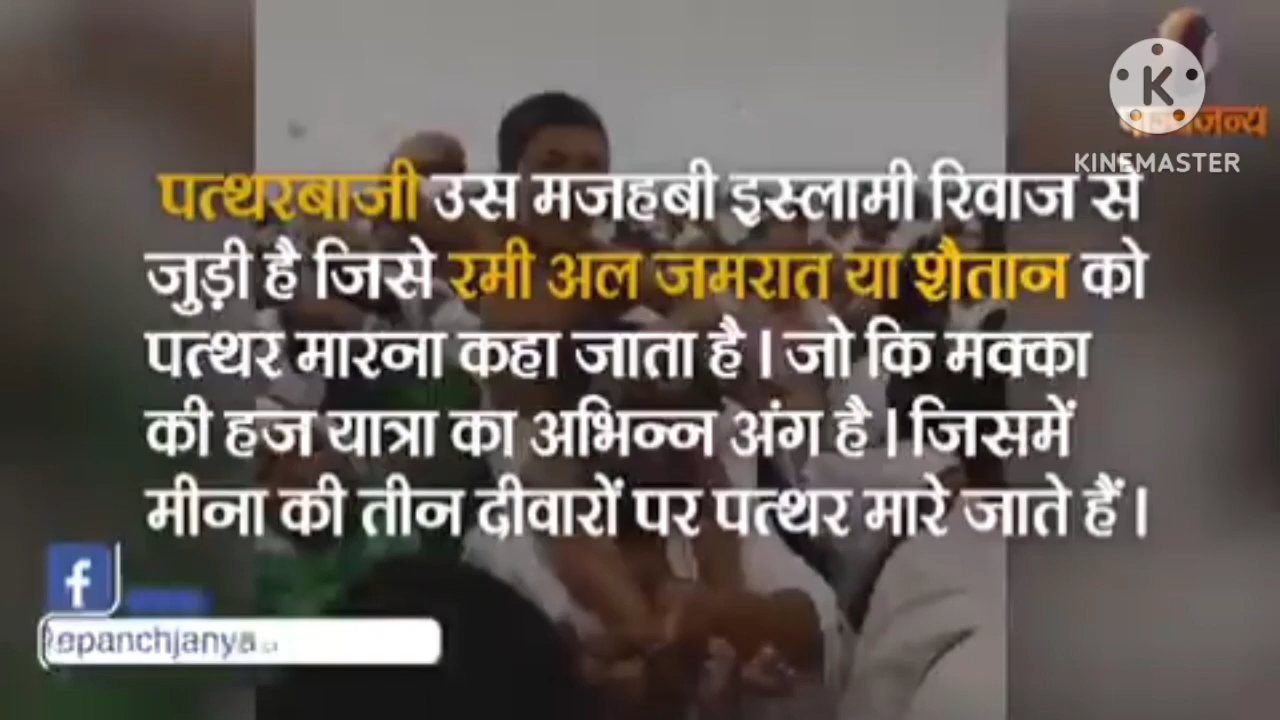 KINEMASTER
पत्थरबाजी उस मजहबी इस्लामी रिवाज से
जुड़ी है जिसे रमी अल जमरात या शैतान को
पत्थर मारना कहा जाता है। जो कि मक्का
की हज यात्रा का अभिन्न अंग है। जिसमें
मीना की तीन दीवारों पर पत्थर मारे जाते हैं।
epanchjanya